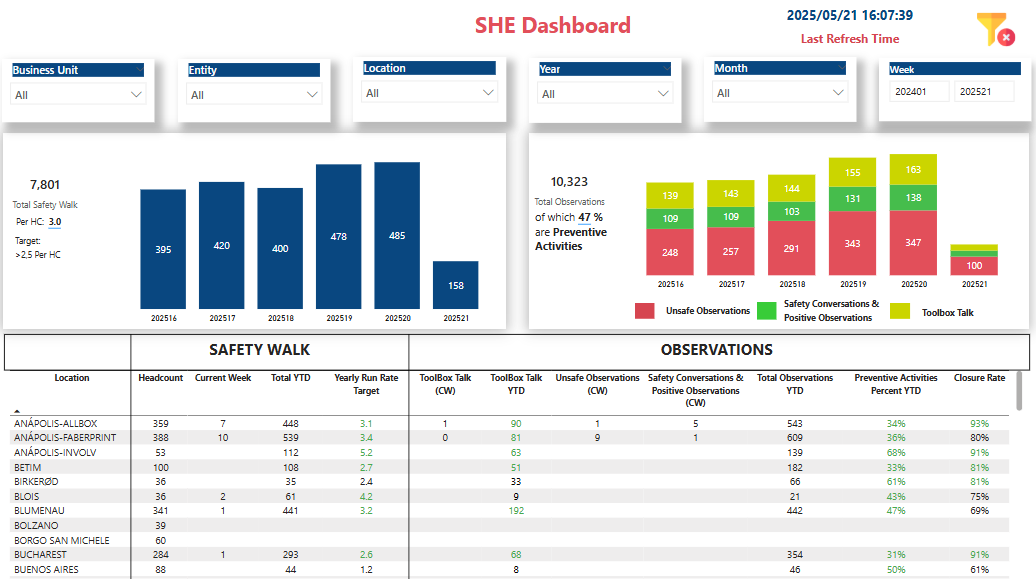 SHE Dashboard
2025/05/21 16:07:39
Last Refresh Time
Business Unit
All
Entity
All
Location
All
Year
All
Month
All
Week
202401 202521
7,801
Total Safety Walk
Per HC: 3.0
Target:
>2,5 Per HC
395 420 400 478 485 158
202516 202517 202518 202519 202520 202521
10,323
Total Observations
of which 47 %
are Preventive
Activities
139 143 144 155 163
109 109 103 131 138
248 257 291 343 347 100
202516 202517 202518 202519 202520 202521
Unsafe Observations
Safety Conversations &
Positive Observations
Toolbox Talk
SAFETY WALK OBSERVATIONS
Location Headcount Current Week Total YTD Yearly Run Rate Target ToolBox Talk (CW) ToolBox Talk YTD Unsafe Observations (CW) Safety Conversations & Positive Observations (CW) Total Observations YTD Preventive Activities Percent YTD Closure Rate
ANÁPOLIS-ALLBOX 359 7 448 3.1 1 90 1 5 543 34% 93%
ANÁPOLIS-FABERPRINT 388 10 539 3.4 0 81 9 1 609 36% 80%
ANÁPOLIS-INVOLV 53 112 5.2 63 139 68% 91%
BETIM 100 108 2.7 51 182 33% 81%
BIRKERØD 36 35 2.4 33 66 61% 81%
BLOIS 36 2 61 4.2 9 21 43% 75%
BLUMENAU 341 1 441 3.2 192 442 47% 69%
BOLZANO 39
BORGO SAN MICHELE 60
BUCHAREST 284 1 293 2.6 68 354 31% 91%
BUENOS AIRES 88 44 1.2 8 46 50% 61%